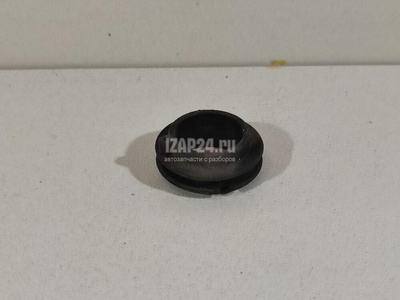 IZAP24.ru
автозапчасти с разборов